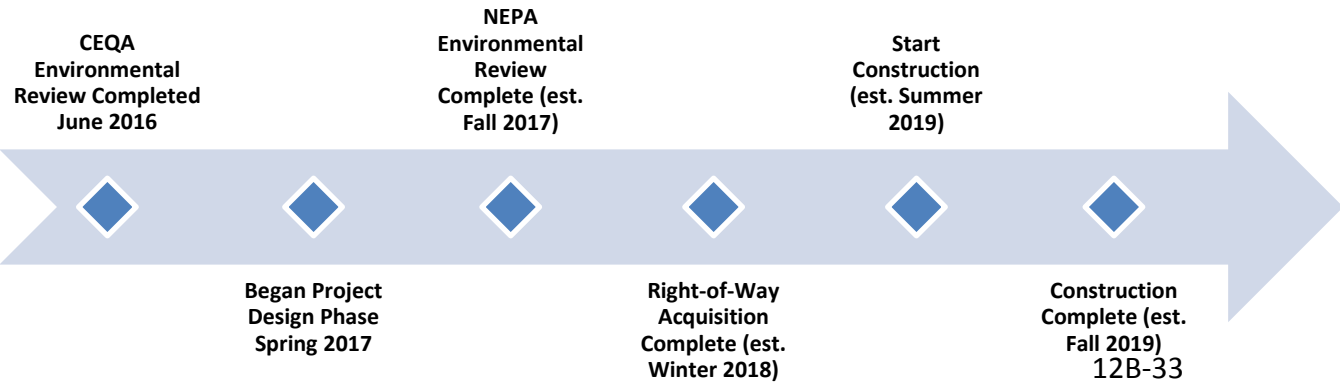 CEQA
Environmental
Review Completed
June 2016
Began Project
Design Phase
Spring 2017
NEPA
Environmental
Review
Complete (est.
Fall 2017)
Right-of-Way
Acquisition
Complete (est.
Winter 2018)
Start
Construction
(est. Summer
2019)
Construction
Complete (est.
Fall 2019)
12B-33